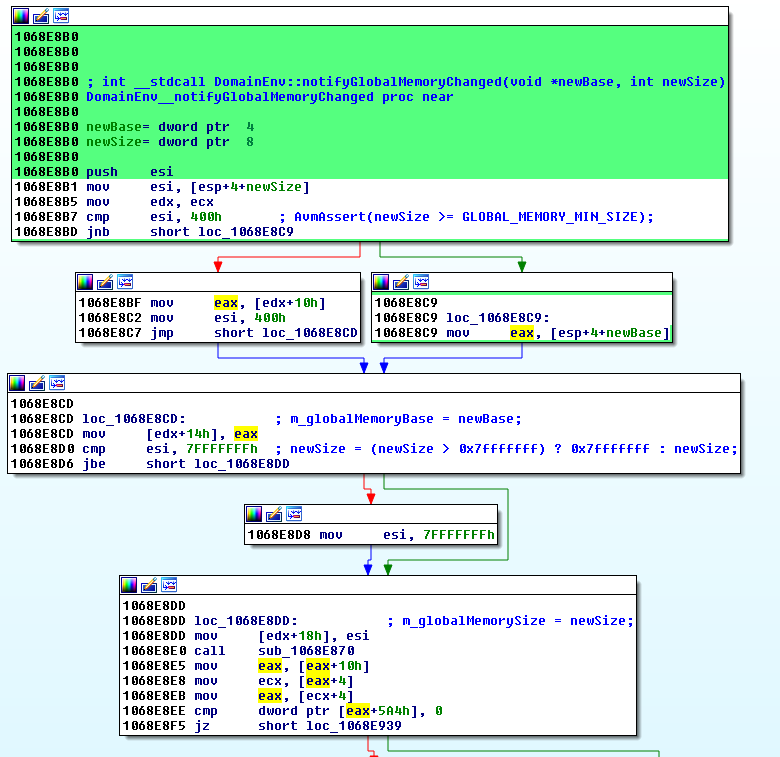 1068E8B0
1068E8B0
1068E8B0
1068E8B0 ; int __stdcall DomainEnv::notifyGlobalMemoryChanged(void *newBase, int newSize)
1068E8B0 DomainEnv__notifyGlobalMemoryChanged proc near
1068E8B0
1068E8B0 newBase= dword ptr  4
1068E8B0 newSize= dword ptr  8
1068E8B0
1068E8B0 push    esi
1068E8B1 mov     esi, [esp+4+newSize]
1068E8B5 mov     edx, ecx
1068E8B7 cmp     esi, 400h       ; AvmAssert(newSize >= GLOBAL_MEMORY_MIN_SIZE);
1068E8BD jnb     short loc_1068E8C9
1068E8BF mov     eax, [edx+10h]
1068E8C2 mov     esi, 400h
1068E8C7 jmp     short loc_1068E8CD
1068E8C9
1068E8C9 loc_1068E8C9:
1068E8C9 mov     eax, [esp+4+newBase]
1068E8CD
1068E8CD loc_1068E8CD:           ; m_globalMemoryBase = newBase;
1068E8CD mov     [edx+14h], eax
1068E8D0 cmp     esi, 7FFFFFFFh  ; newSize = (newSize > 0x7fffffff) ? 0x7fffffff : newSize;
1068E8D6 jbe     short loc_1068E8DD
1068E8D8 mov     esi, 7FFFFFFFh
1068E8DD
1068E8DD loc_1068E8DD:           ; m_globalMemorySize = newSize;
1068E8DD mov     [edx+18h], esi
1068E8E0 call    sub_1068E870
1068E8E5 mov     eax, [eax+10h]
1068E8E8 mov     ecx, [eax+4]
1068E8EB mov     eax, [ecx+4]
1068E8EE cmp     dword ptr [eax+5A4h], 0
1068E8F5 jz      short loc_1068E939